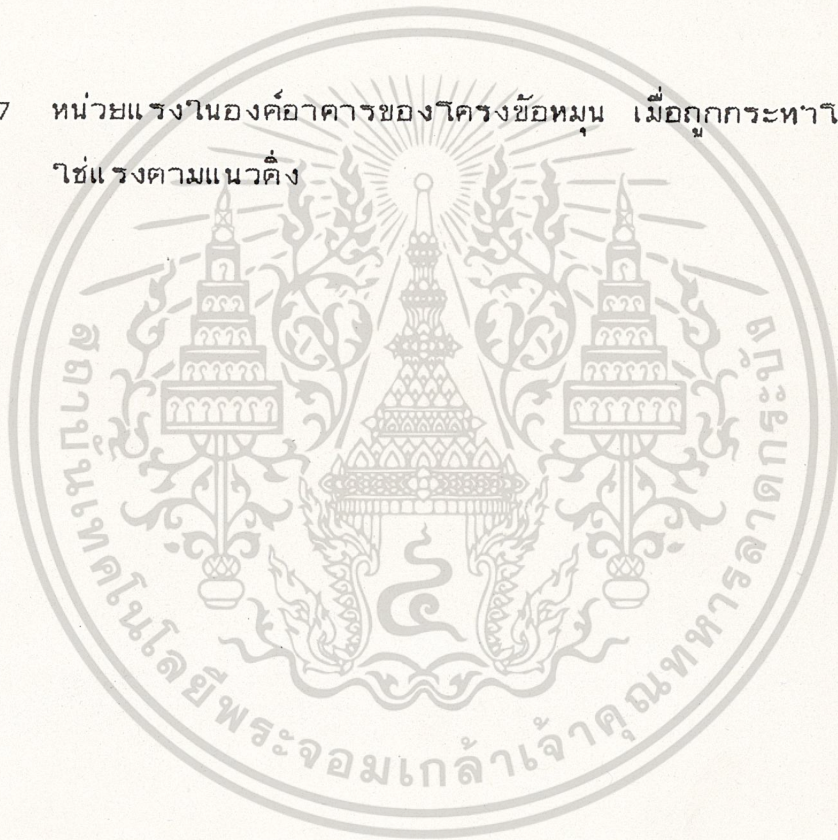 7 หน่วยแรงในองค์อาคารของโครงข้อหมุน เมื่อถูกกระทำโ
ใช่แรงตามแนวดิ่ง
สถาบันเทคโนโลยีพระจอมเกล้าเจ้าคุณทหารลาดกระบัง